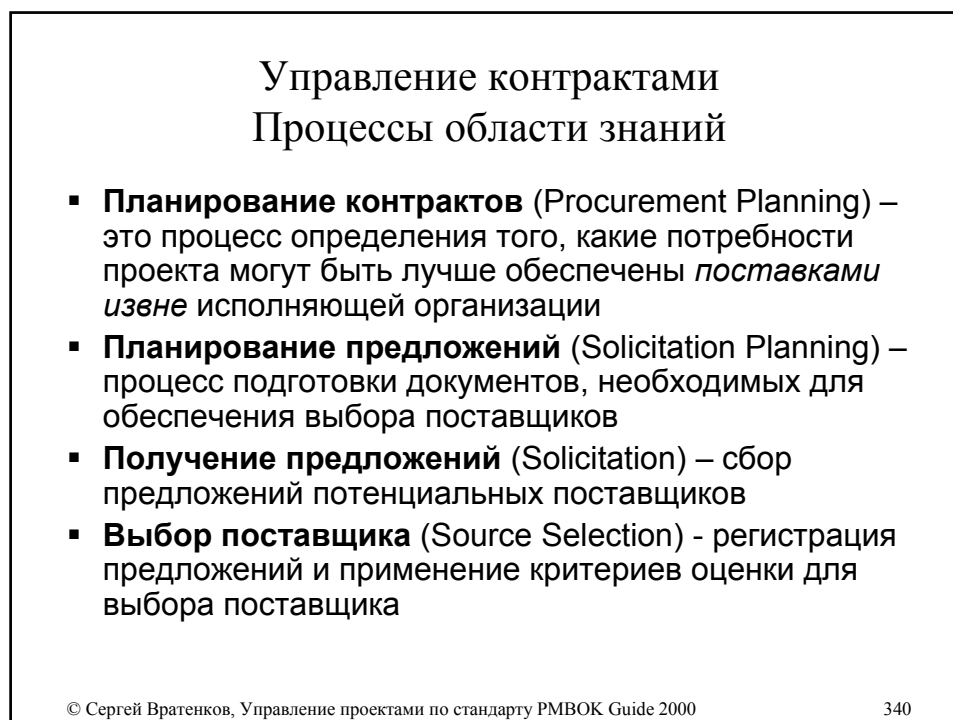 Управление контрактами
Процессы области знаний
▪ Планирование контрактов (Procurement Planning) –
это процесс определения того, какие потребности
проекта могут быть лучше обеспечены поставками
извне исполняющей организации
▪ Планирование предложений (Solicitation Planning) –
процесс подготовки документов, необходимых для
обеспечения выбора поставщиков
▪ Получение предложений (Solicitation) – сбор
предложений потенциальных поставщиков
▪ Выбор поставщика (Source Selection) - регистрация
предложений и применение критериев оценки для
выбора поставщика
© Сергей Вратенков, Управление проектами по стандарту PMBOK Guide 2000 340